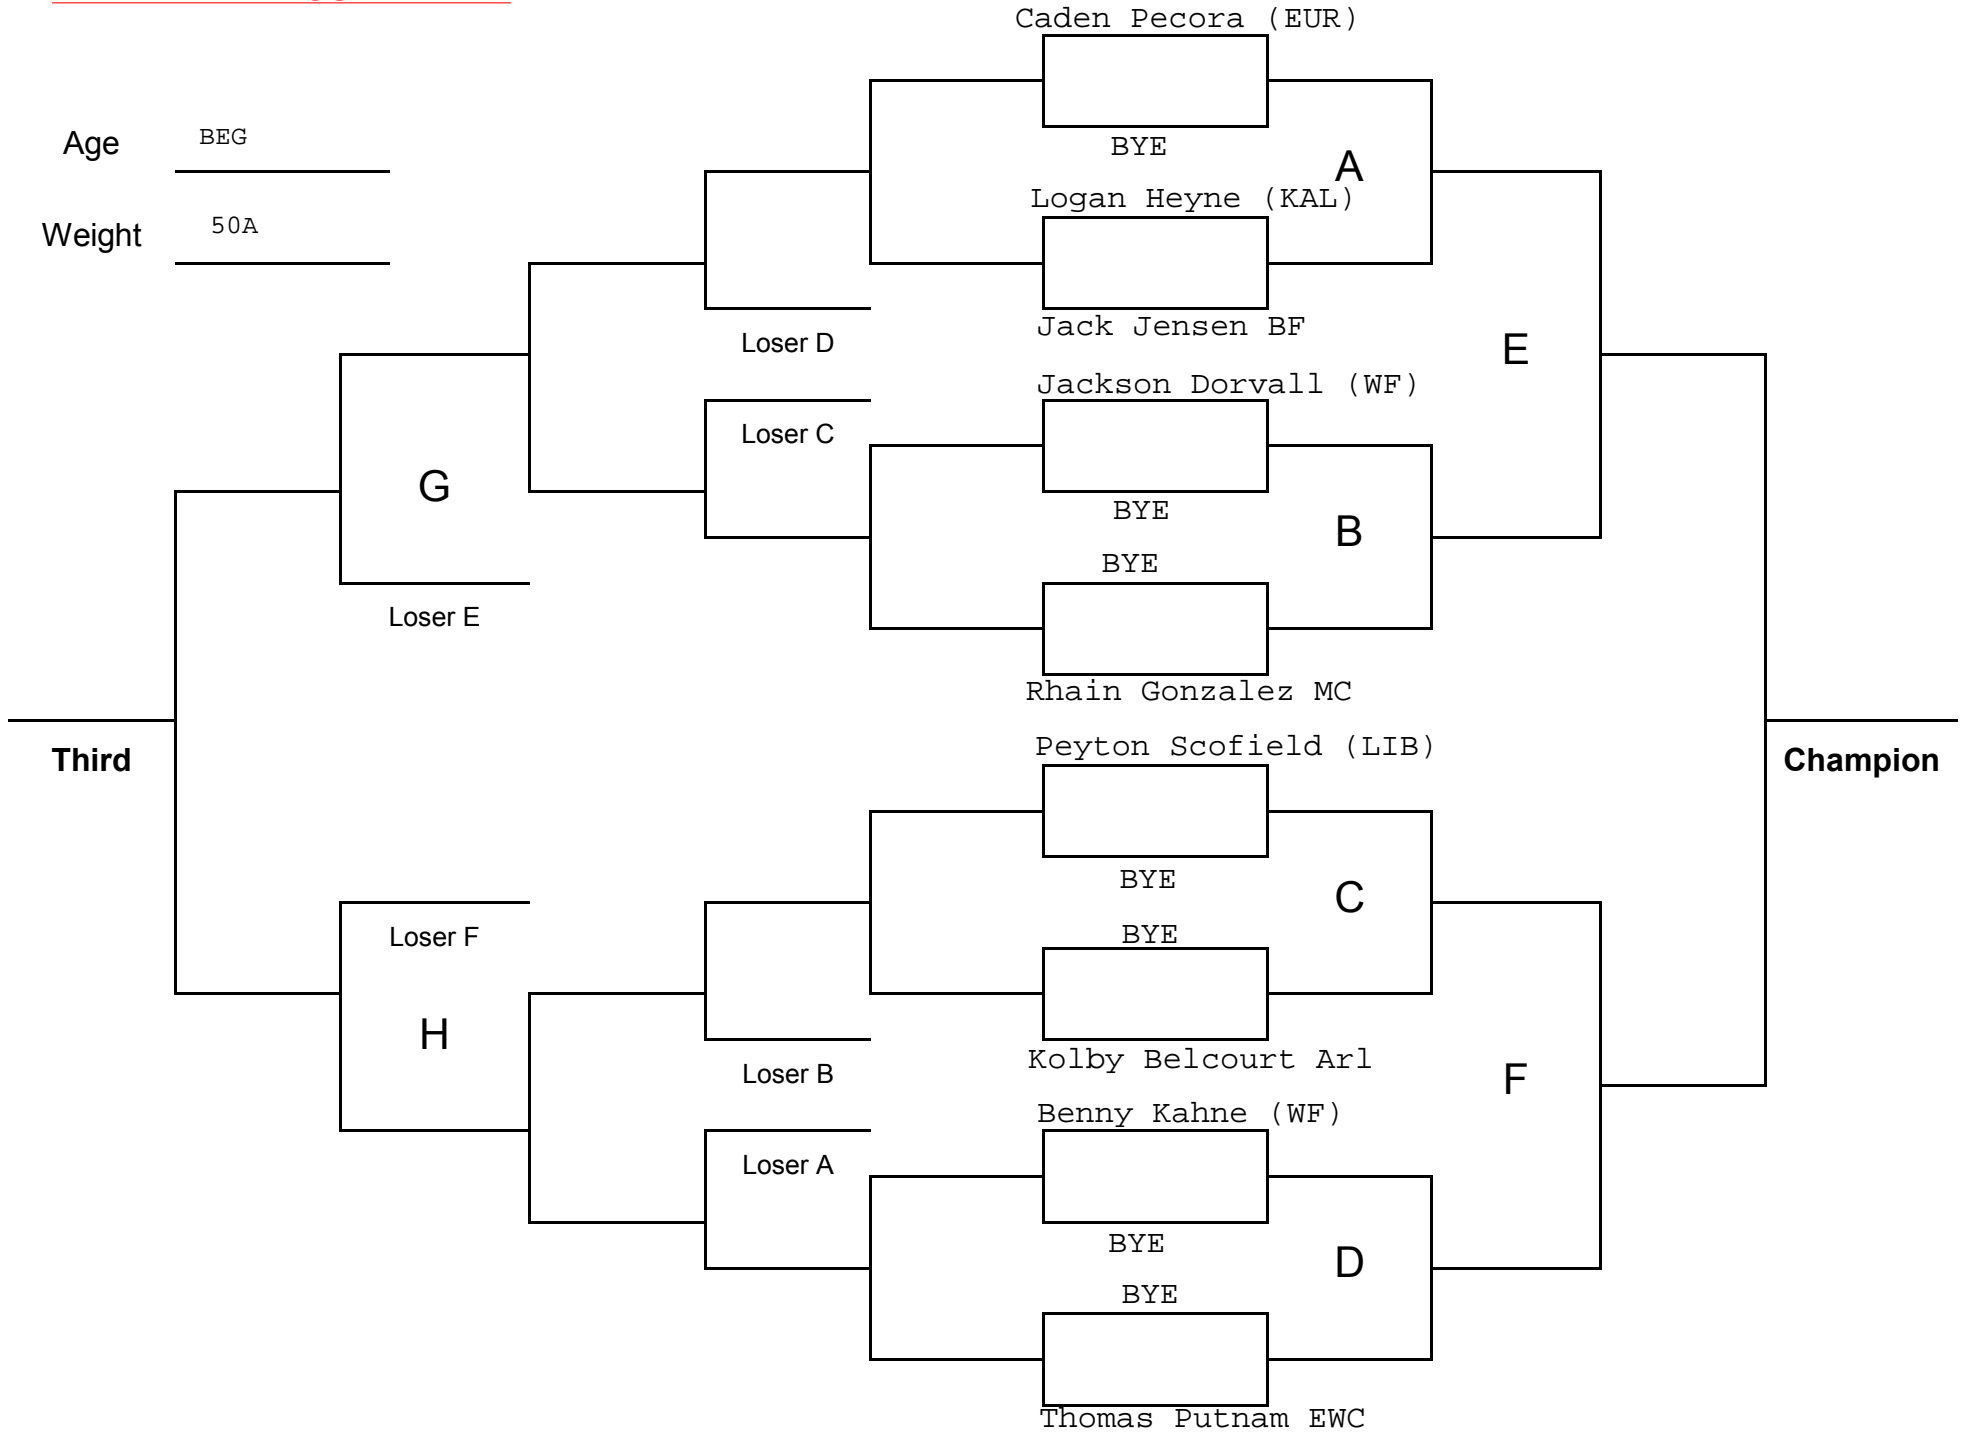 Caden Pecora (EUR)
Age BEG
BYE
A
Logan Heyne (KAL)
Weight 50A
Jack Jensen BF
Loser D
E
Jackson Dorvall (WF)
Loser C
G
BYE
B
BYE
Loser E
Rhain Gonzalez MC
Peyton Scofield (LIB)
Third
Champion
BYE
C
BYE
Loser F
H
Kolby Belcourt Arl
Loser B
F
Benny Kahne (WF)
Loser A
BYE
D
BYE
Thomas Putnam EWC